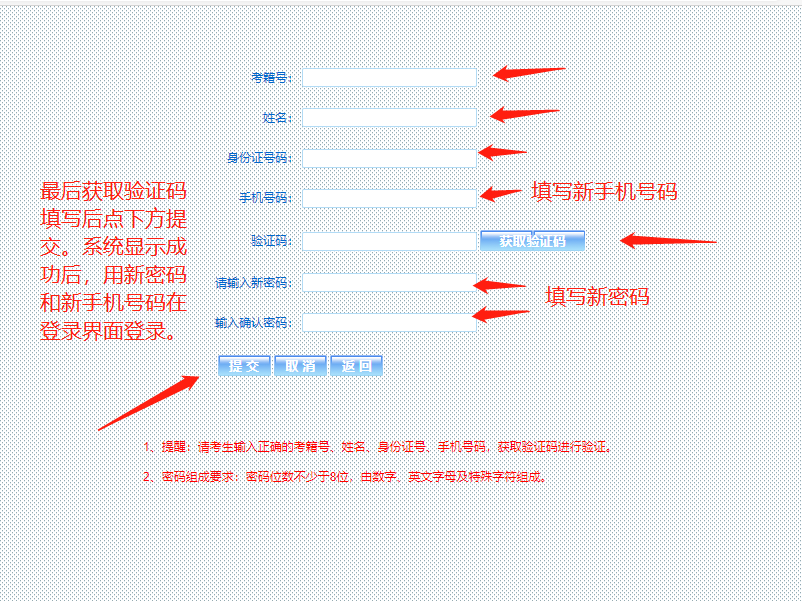 考籍号：
姓名：
身份证号码：
手机号码：
填写新手机号码
验证码：
获取验证码
请输入新密码：
填写新密码
输入确认密码：
提 交
取 消
返 回
最后获取验证码
填写后点下方提
交。系统显示成
功后，用新密码
和新手机号码在
登录界面登录。
1、提醒：请考生输入正确的考籍号、姓名、身份证号、手机号码，获取验证码进行验证。
2、密码组成要求：密码位数不少于8位，由数字、英文字母及特殊字符组成。